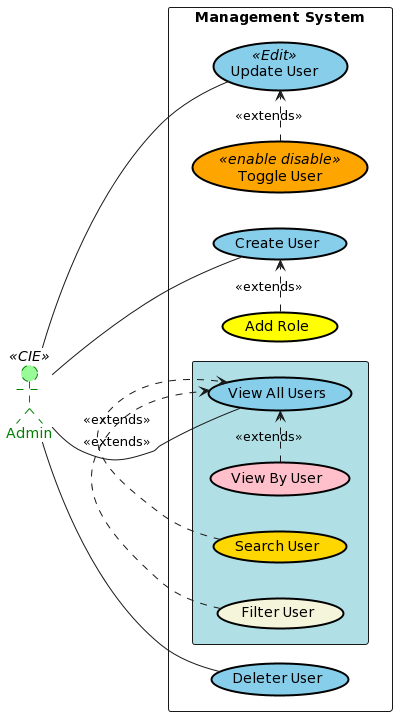 Management System
«Edit»
Update User
«extends»
«enable disable»
Toggle User
Create User
«extends»
Add Role
«CIE»
Admin
View All Users
«extends»
«extends»
«extends»
View By User
Search User
Filter User
Deleter User